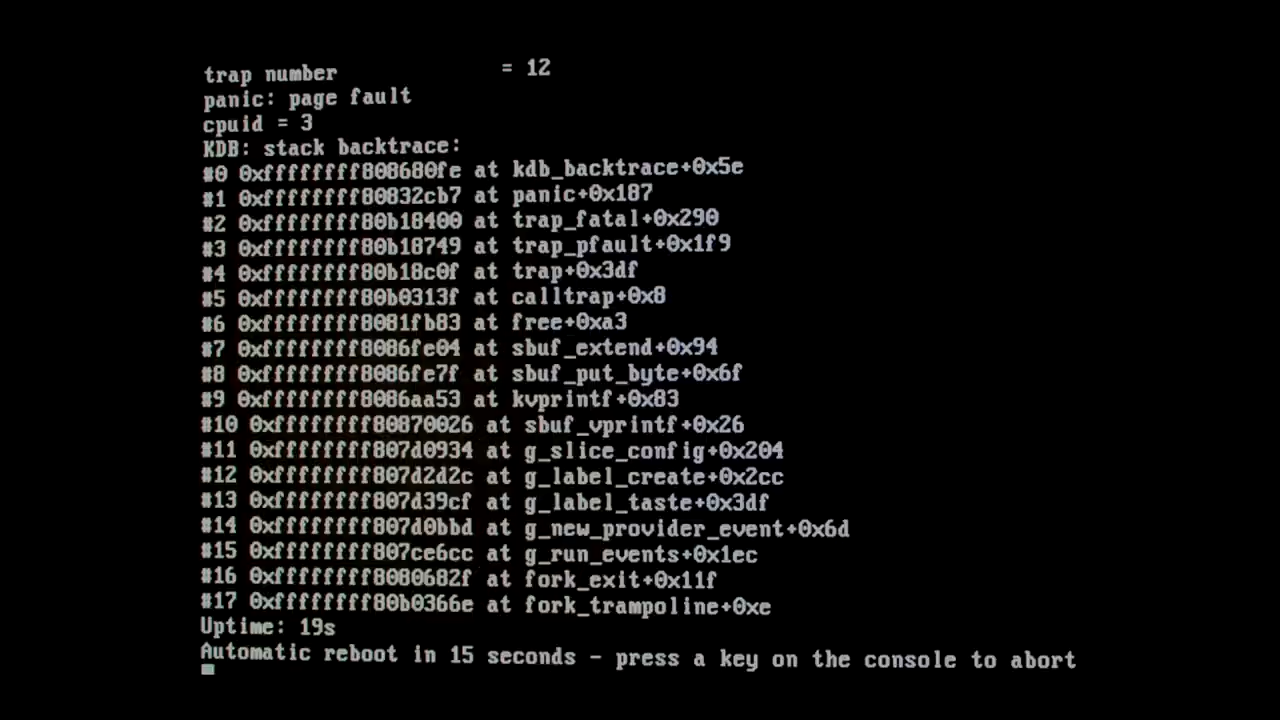 trap number = 12
panic: page fault
cpuid = 3
KDB: stack backtrace:
#0 0xffffffff808680fe at kdb_backtrace+0x5e
#1 0xffffffff80832cb7 at panic+0x187
#2 0xffffffff80b18400 at trap_fatal+0x290
#3 0xffffffff80b18749 at trap_pfault+0x1f9
#4 0xffffffff80b18c0f at trap+0x3df
#5 0xffffffff80b0313f at calltrap+0x8
#6 0xffffffff8081fb83 at free+0xa3
#7 0xffffffff8086fe04 at sbuf_extend+0x94
#8 0xffffffff8086fe7f at sbuf_put_byte+0x6f
#9 0xffffffff8086aa53 at kvprintf+0x83
#10 0xffffffff80870026 at sbuf_vprintf+0x26
#11 0xffffffff807d0934 at g_slice_config+0x204
#12 0xffffffff807d2d2c at g_label_create+0x2cc
#13 0xffffffff807d39cf at g_label_taste+0x3df
#14 0xffffffff807d0bbd at g_new_provider_event+0x6d
#15 0xffffffff807ce6cc at g_run_events+0x1ec
#16 0xffffffff8080682f at fork_exit+0x11f
#17 0xffffffff80b0366e at fork_trampoline+0xe
Uptime: 19s
Automatic reboot in 15 seconds - press a key on the console to abort